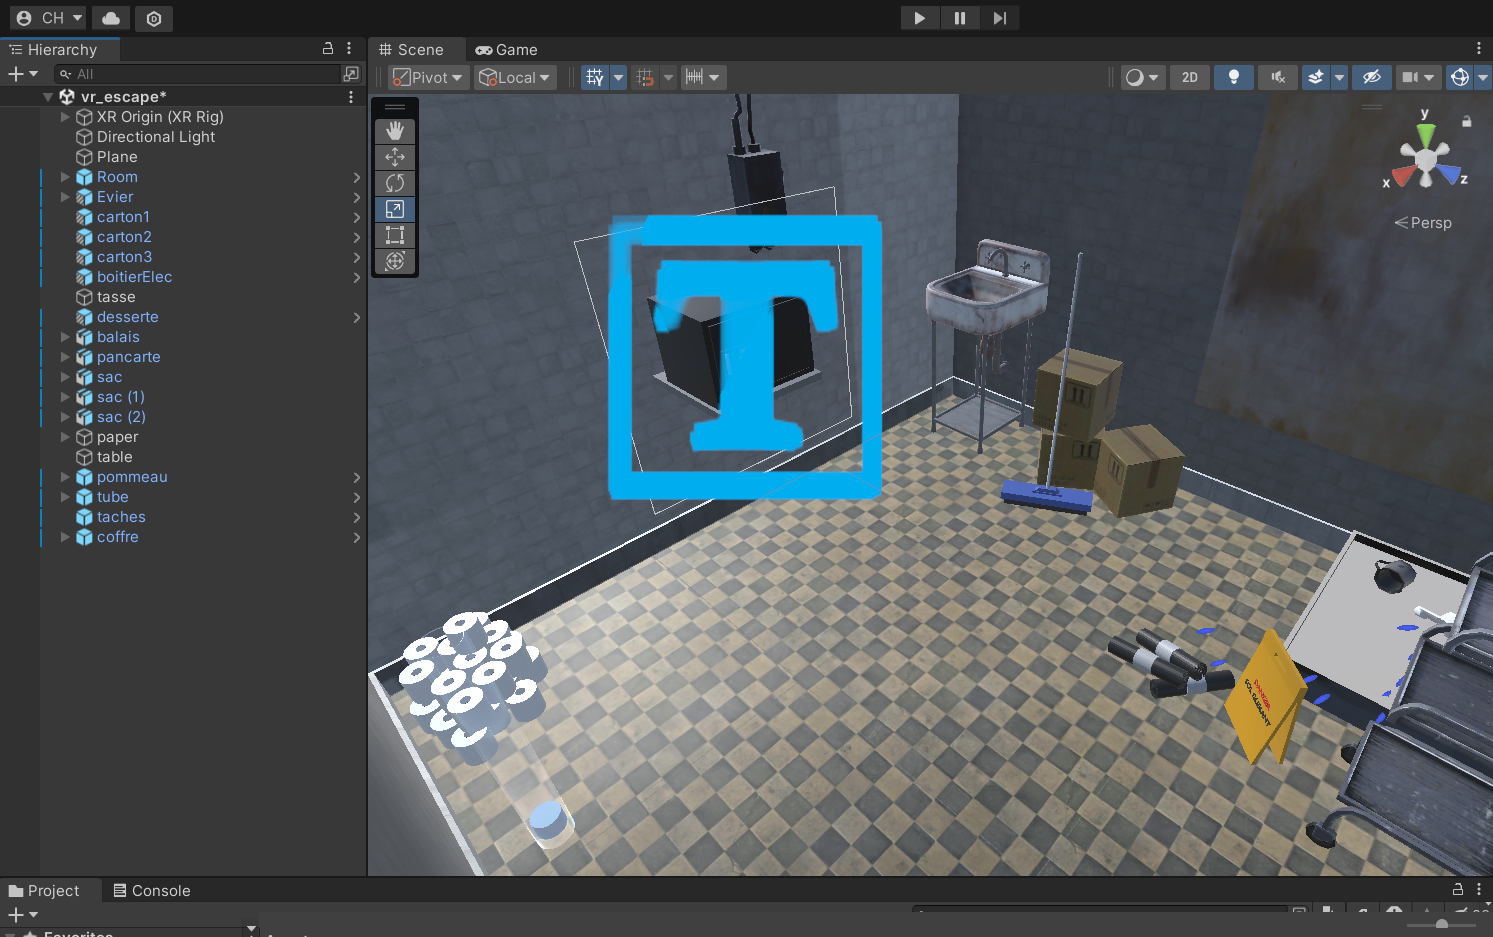 CH
Hierarchy
Scene
Game
All
Pivot
Local
2D
vr_escape*
XR Origin (XR Rig)
Directional Light
Plane
Room
Evier
carton1
carton2
carton3
boitierElec
tasse
desserte
balais
pancarte
sac
sac (1)
sac (2)
paper
table
pommeau
tube
taches
coffre
y
x
z
Persp
T
Project
Console
Favorites